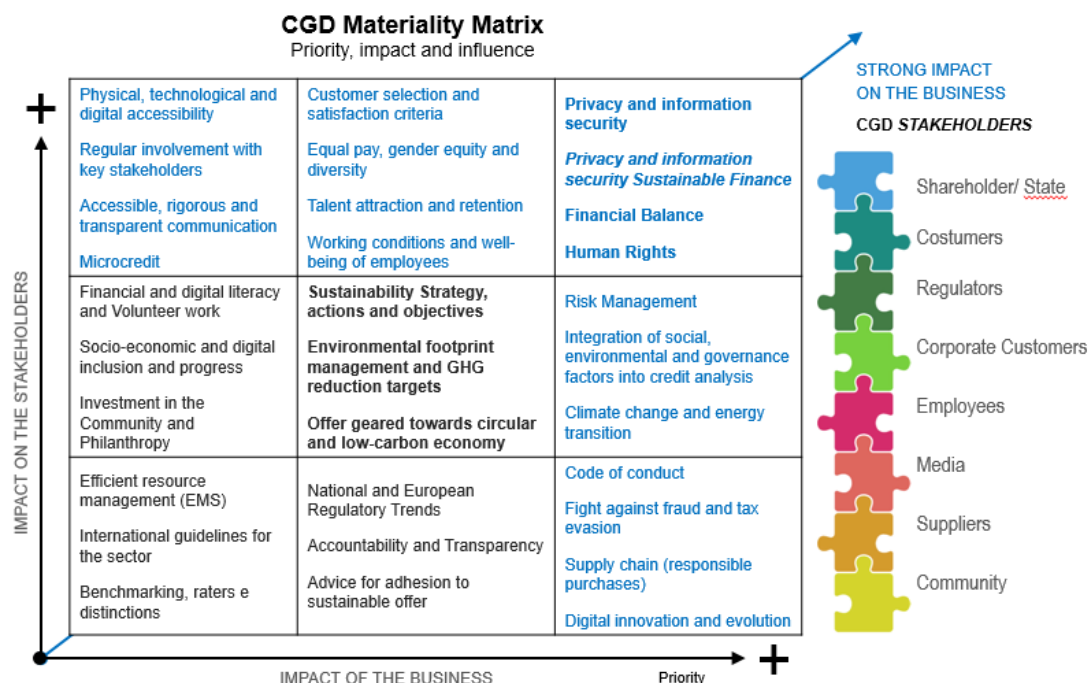 CGD Materiality Matrix
Priority, impact and influence
Physical, technological and
digital accessibility
Regular involvement with
key stakeholders
Accessible, rigorous and
transparent communication
Microcredit
Customer selection and
satisfaction criteria
Equal pay, gender equity and
diversity
Talent attraction and retention
Working conditions and well-
being of employees
Privacy and information
security
Privacy and information
security Sustainable Finance
Financial Balance
Human Rights
Financial and digital literacy
and Volunteer work
Socio-economic and digital
inclusion and progress
Investment in the
Community and
Philanthropy
Sustainability Strategy,
actions and objectives
Environmental footprint
management and GHG
reduction targets
Offer geared towards circular
and low-carbon economy
Risk Management
Integration of social,
environmental and governance
factors into credit analysis
Climate change and energy
transition
Efficient resource
management (EMS)
International guidelines for
the sector
Benchmarking, raters e
distinctions
National and European
Regulatory Trends
Accountability and Transparency
Advice for adhesion to
sustainable offer
Code of conduct
Fight against fraud and tax
evasion
Supply chain (responsible
purchases)
Digital innovation and evolution
IMPACT ON THE STAKEHOLDERS
IMPACT OF THE BUSINESS
Priority
STRONG IMPACT
ON THE BUSINESS
CGD STAKEHOLDERS
Shareholder/ State
Costumers
Regulators
Corporate Customers
Employees
Media
Suppliers
Community